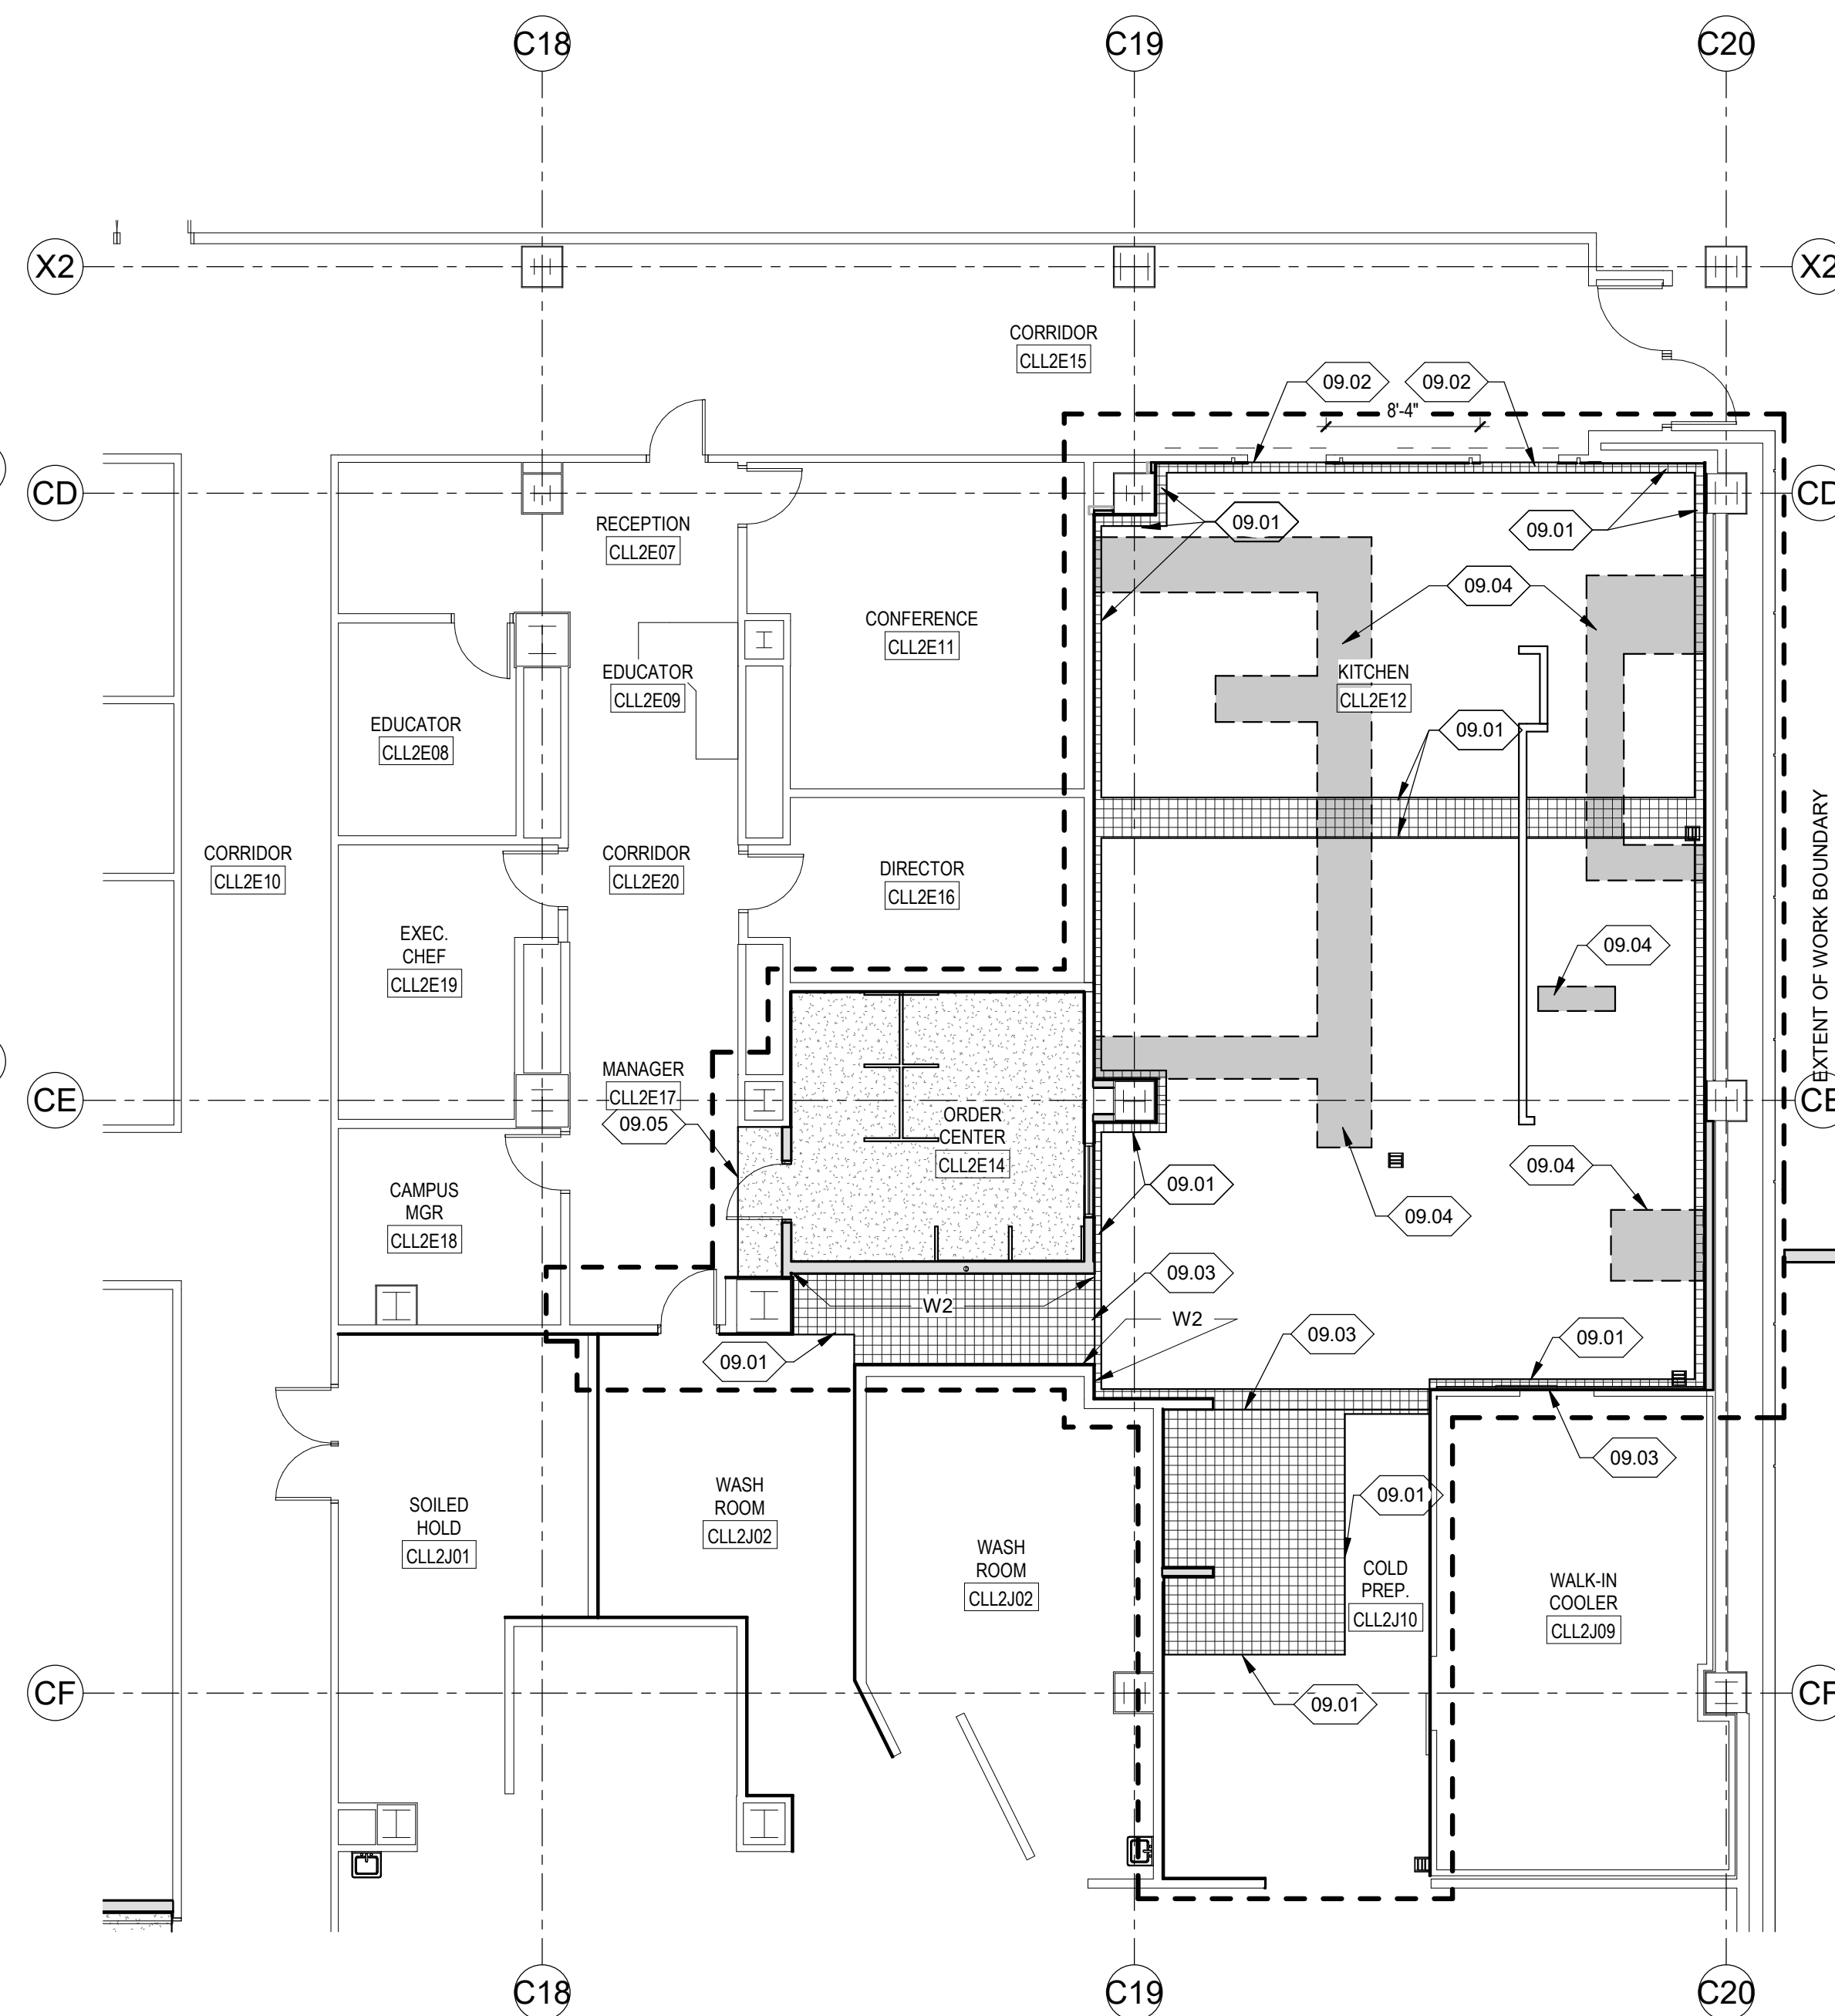 C18
C19
C20
X2
X2
CORRIDOR
CLL2E15
09.02
09.02
8'-4"
CD
CD
RECEPTION
CLL2E07
09.01
09.01
09.04
CONFERENCE
CLL2E11
EDUCATOR
CLL2E09
KITCHEN
CLL2E12
EDUCATOR
CLL2E08
09.01
EXTENT OF WORK BOUNDARY
CORRIDOR
CLL2E10
CORRIDOR
CLL2E20
DIRECTOR
CLL2E16
EXEC.
CHEF
CLL2E19
09.04
MANAGER
CLL2E17
09.05
CE
CE
ORDER
CENTER
CLL2E14
09.01
09.04
09.04
CAMPUS
MGR
CLL2E18
09.03
W2
W2
09.01
09.03
09.01
09.03
SOILED
HOLD
CLL2J01
WASH
ROOM
CLL2J02
WASH
ROOM
CLL2J02
09.01
COLD
PREP.
CLL2J10
WALK-IN
COOLER
CLL2J09
CF
CF
09.01
C18
C19
C20